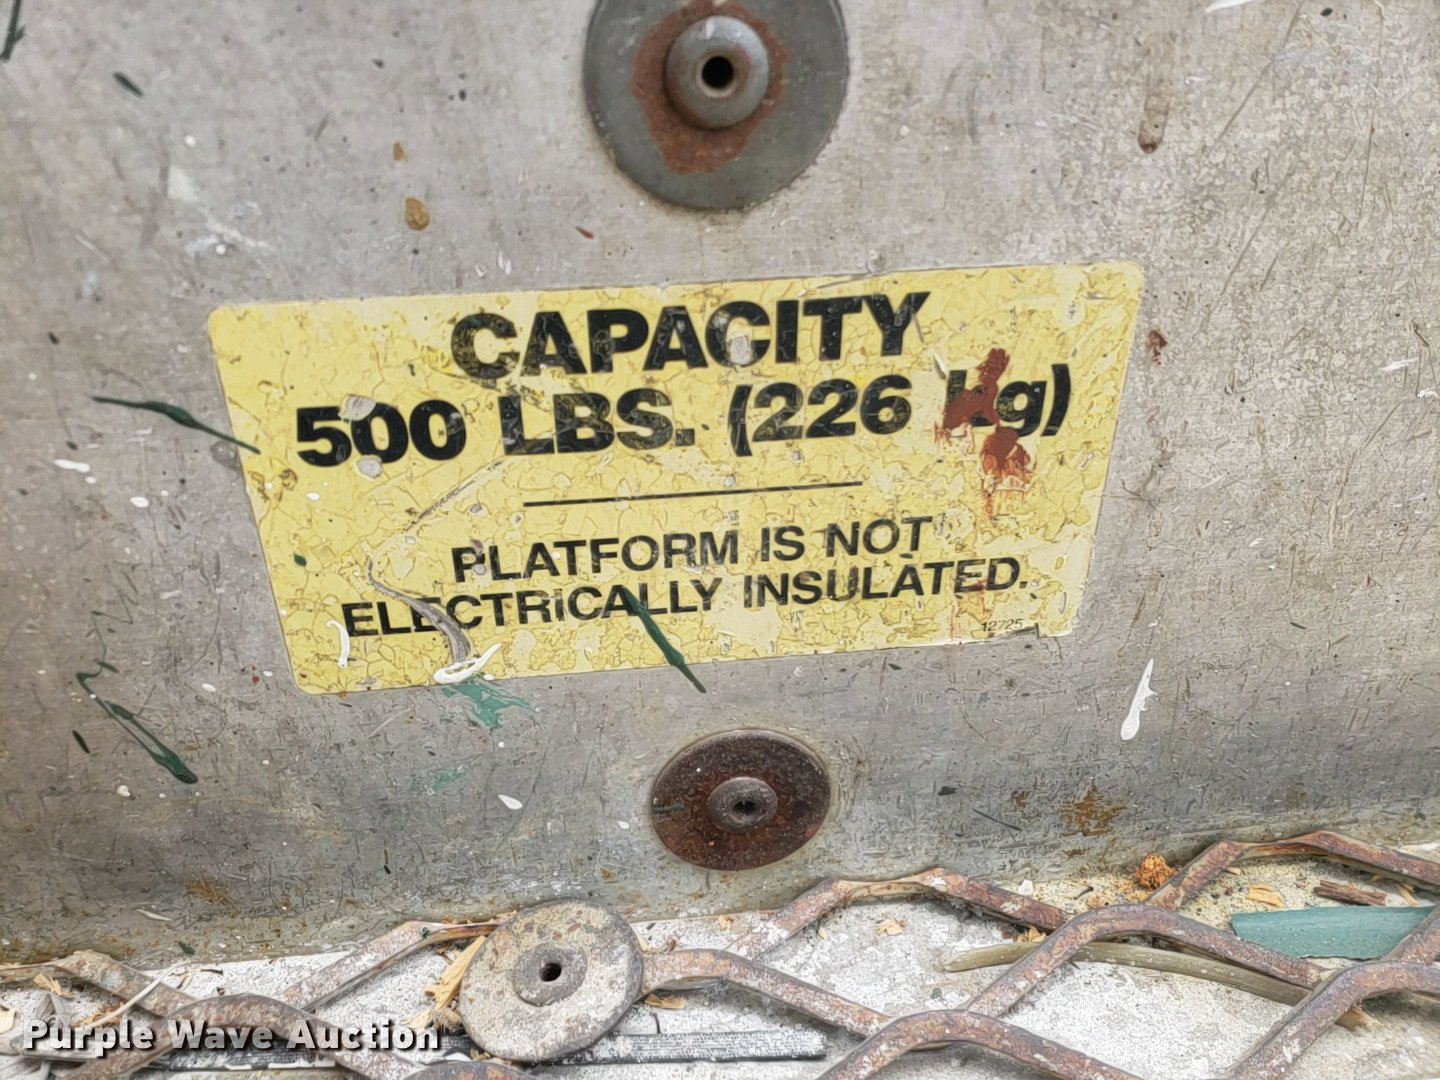 CAPACITY
500 LBS. (226 kg)
PLATFORM IS NOT
ELECTRICALLY INSULATED.
12725
Purple Wave Auction